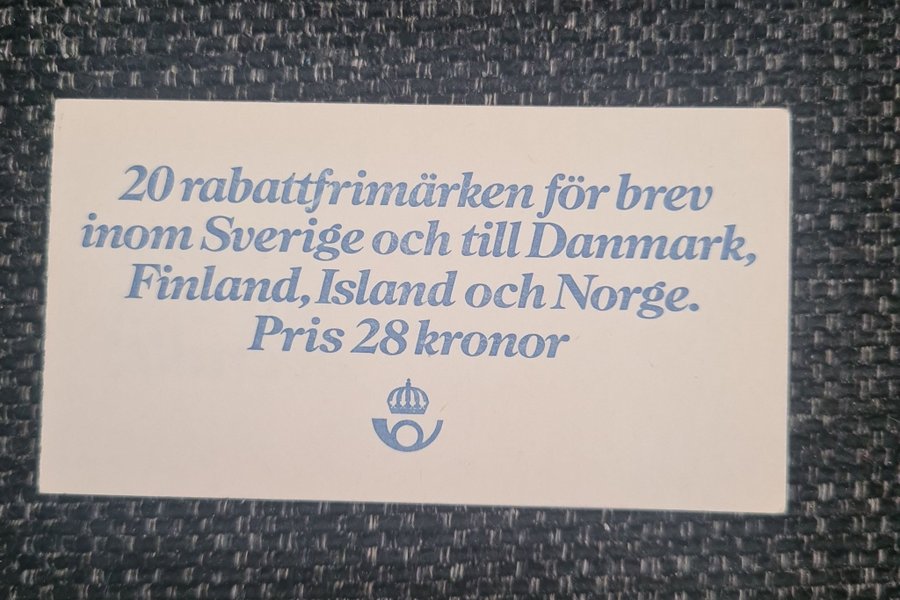 20 rabattfrimärken för brev
inom Sverige och till Danmark,
Finland, Island och Norge.
Pris 28 kronor